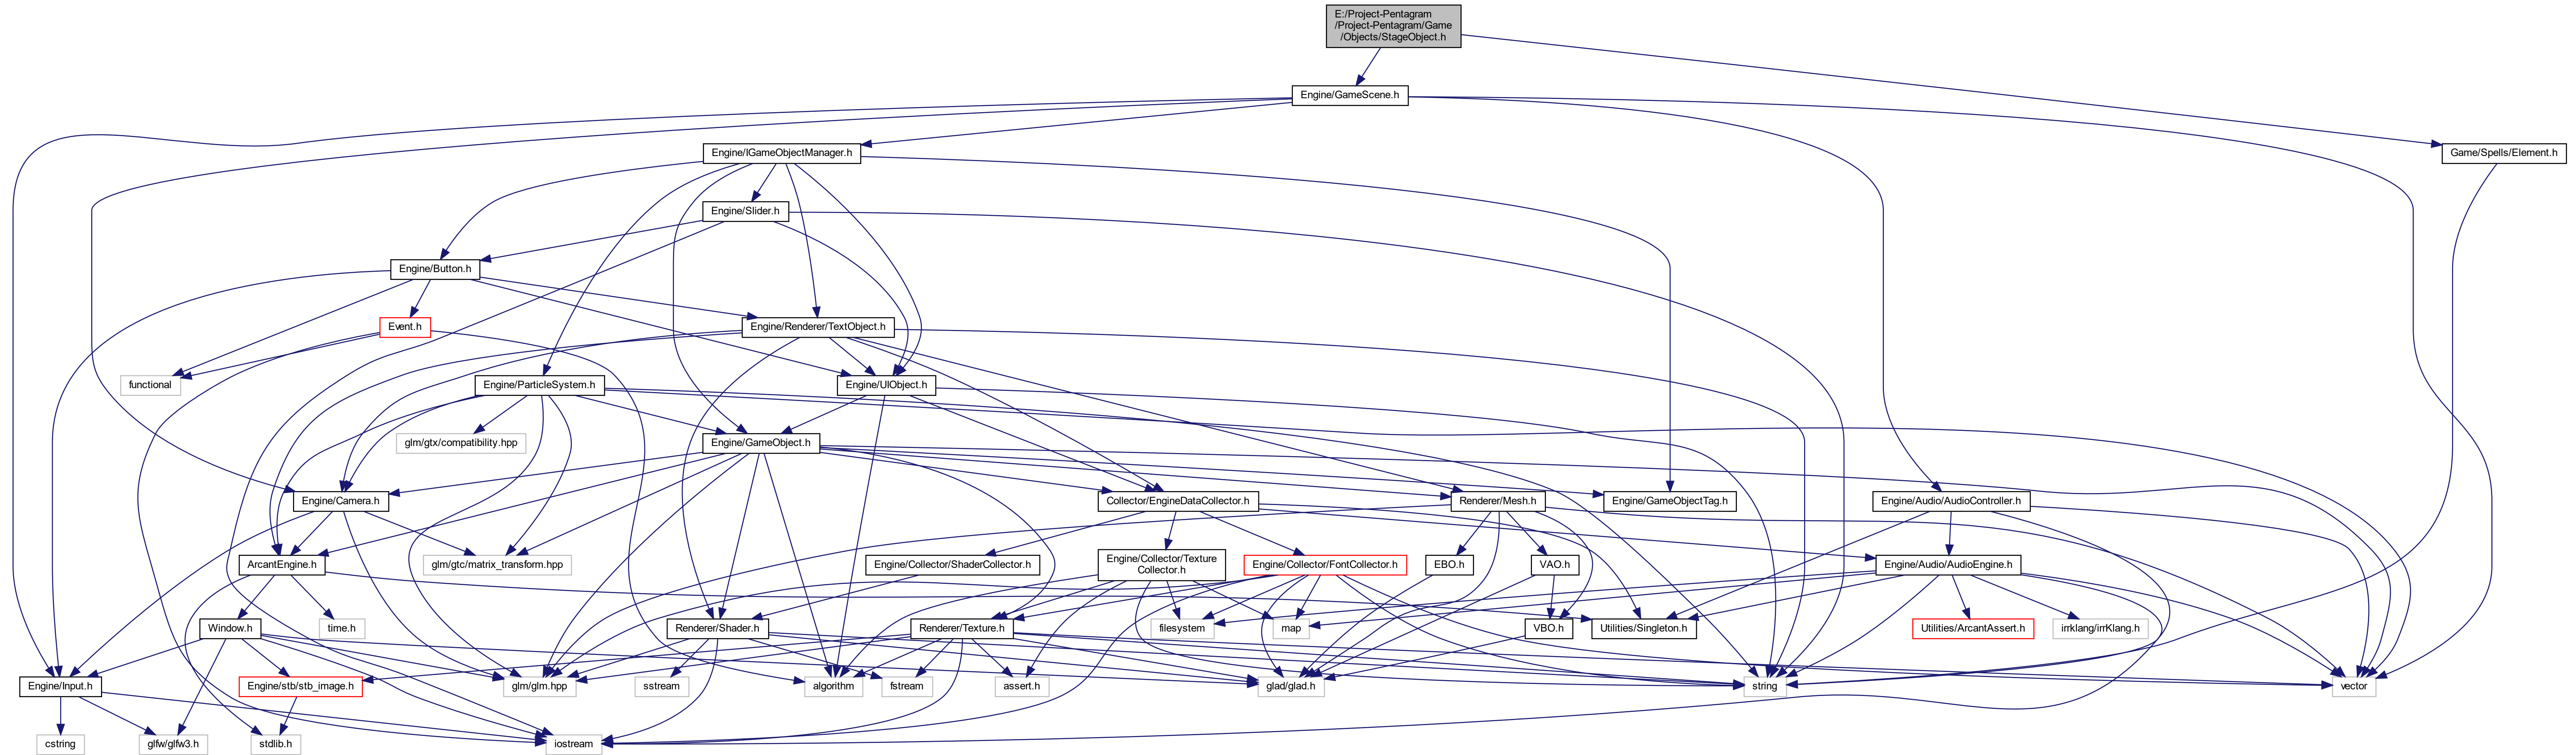 E:/Project-Pentagram
/Project-Pentagram/Game
/Objects/StageObject.h
Engine/GameScene.h
Engine/IGameObjectManager.h
Game/Spells/Element.h
Engine/Slider.h
Engine/Button.h
Event.h
Engine/Renderer/TextObject.h
functional
Engine/ParticleSystem.h
Engine/UIObject.h
glm/gtx/compatibility.hpp
Engine/GameObject.h
Engine/Camera.h
Collector/EngineDataCollector.h
Renderer/Mesh.h
Engine/GameObjectTag.h
Engine/Audio/AudioController.h
ArcantEngine.h
glm/gtc/matrix_transform.hpp
Engine/Collector/ShaderCollector.h
Engine/Collector/Texture
Collector.h
Engine/Collector/FontCollector.h
EBO.h
VAO.h
Engine/Audio/AudioEngine.h
Window.h
time.h
Renderer/Shader.h
Renderer/Texture.h
filesystem
map
VBO.h
Utilities/Singleton.h
Utilities/ArcantAssert.h
irrklang/irrKlang.h
Engine/Input.h
Engine/stb/stb_image.h
glm/glm.hpp
sstream
algorithm
fstream
assert.h
glad/glad.h
string
vector
cstring
glfw/glfw3.h
stdlib.h
iostream